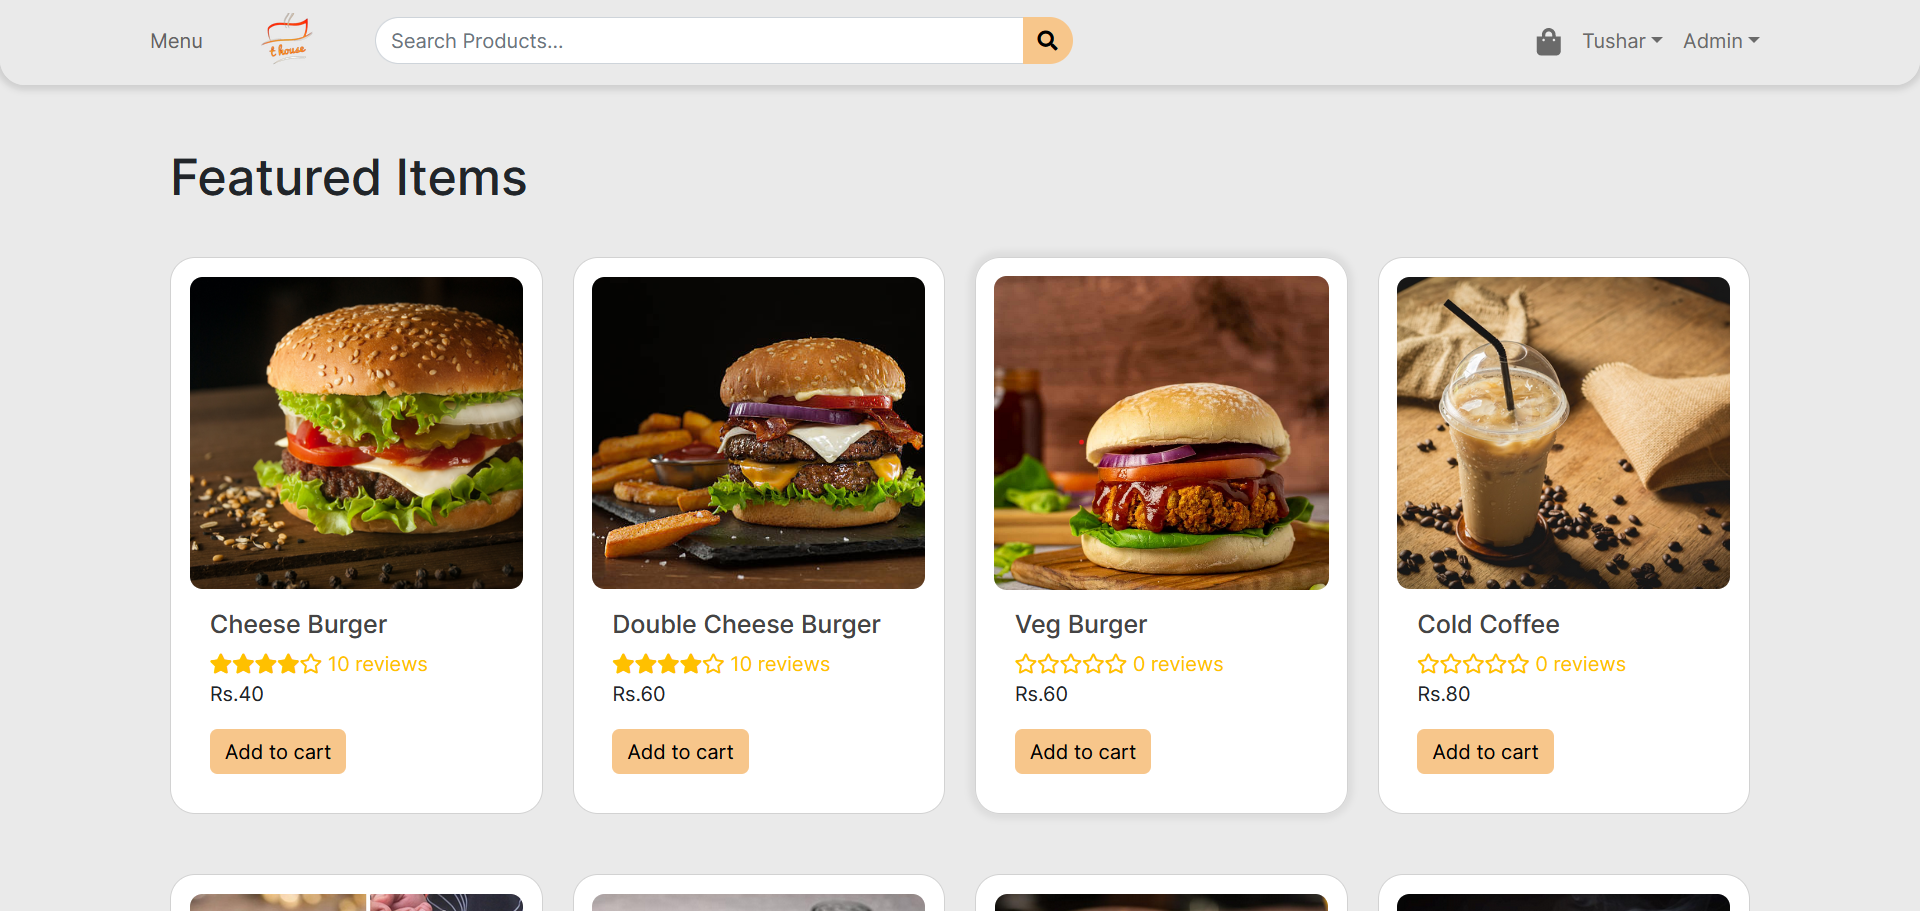 Menu
t house
Search Products...
Tushar
Admin
Featured Items
Cheese Burger
10 reviews
Rs.40
Add to cart
Double Cheese Burger
10 reviews
Rs.60
Add to cart
Veg Burger
0 reviews
Rs.60
Add to cart
Cold Coffee
0 reviews
Rs.80
Add to cart